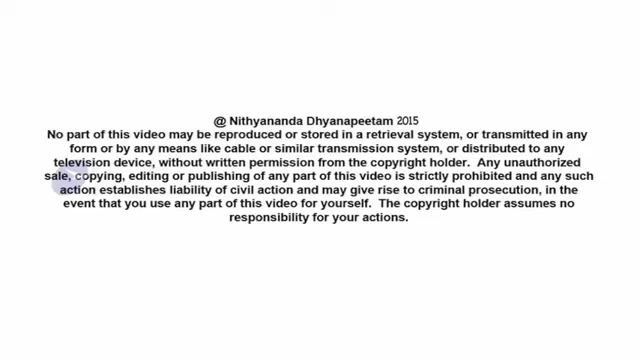 @ Nithyananda Dhyanapeetam 2015
No part of this video may be reproduced or stored in a retrieval system, or transmitted in any
form or by any means like cable or similar transmission system, or distributed to any
television device, without written permission from the copyright holder. Any unauthorized
sale, copying, editing or publishing of any part of this video is strictly prohibited and any such
action establishes liability of civil action and may give rise to criminal prosecution, in the
event that you use any part of this video for yourself. The copyright holder assumes no
responsibility for your actions.